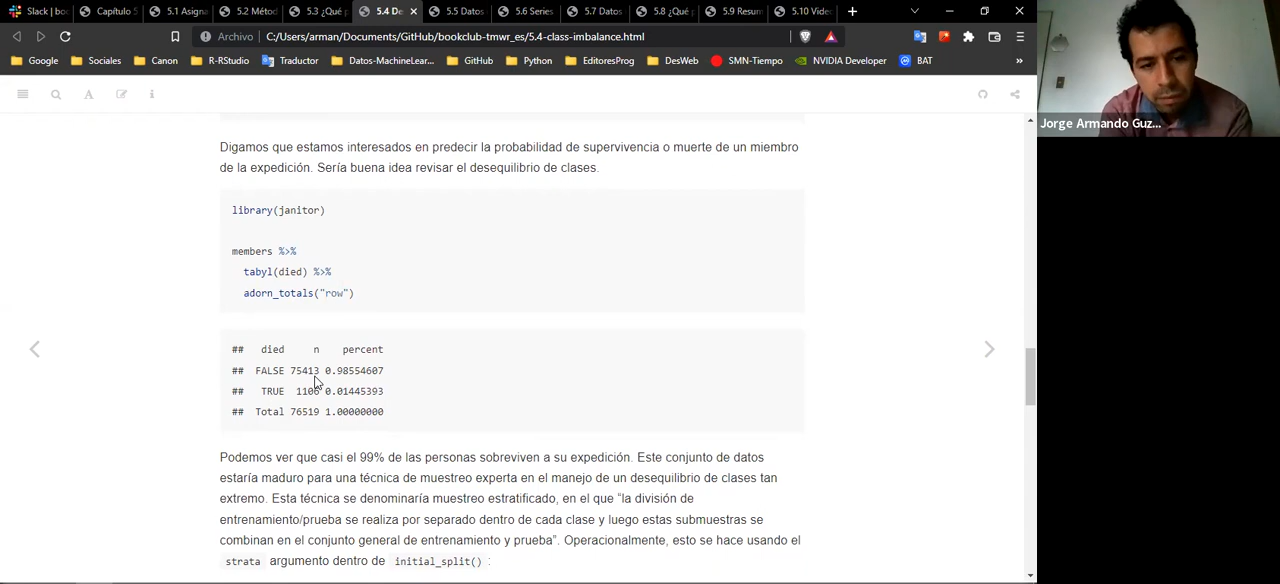 Slack | boo
Capítulo 5
5.1 Asigna
5.2 Métod
5.3 ¿Qué p
5.4 De
5.5 Datos
5.6 Series
5.7 Datos
5.8 ¿Qué
5.9 Resum
5.10 Video
Archivo C:/Users/arman/Documents/GitHub/bookclub-tmwr_es/5.4-class-imbalance.html
Google Sociales Canon R-RStudio Traductor Datos-MachineLear... GitHub Python EditoresProg DesWeb SMN-Tiempo NVIDIA Developer BAT »
Jorge Armando Guz...
Digamos que estamos interesados en predecir la probabilidad de supervivencia o muerte de un miembro
de la expedición. Sería buena idea revisar el desequilibrio de clases.
library(janitor)
members %>%
tabyl(died) %>%
adorn_totals("row")
## died n percent
## FALSE 75413 0.98554607
## TRUE 1106 0.01445393
## Total 76519 1.00000000
Podemos ver que casi el 99% de las personas sobreviven a su expedición. Este conjunto de datos
estaría maduro para una técnica de muestreo experta en el manejo de un desequilibrio de clases tan
extremo. Esta técnica se denominaría muestreo estratificado, en el que “la división de
entrenamiento/prueba se realiza por separado dentro de cada clase y luego estas submuestras se
combinan en el conjunto general de entrenamiento y prueba”. Operacionalmente, esto se hace usando el
strata argumento dentro de initial_split() :